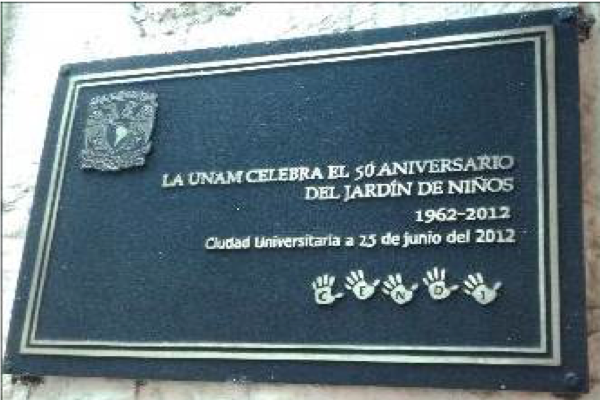 LA UNAM CELEBRA EL 50 ANIVERSARIO
DEL JARDÍN DE NIÑOS
1962-2012
Ciudad Universitaria a 25 de junio del 2012
CENDI